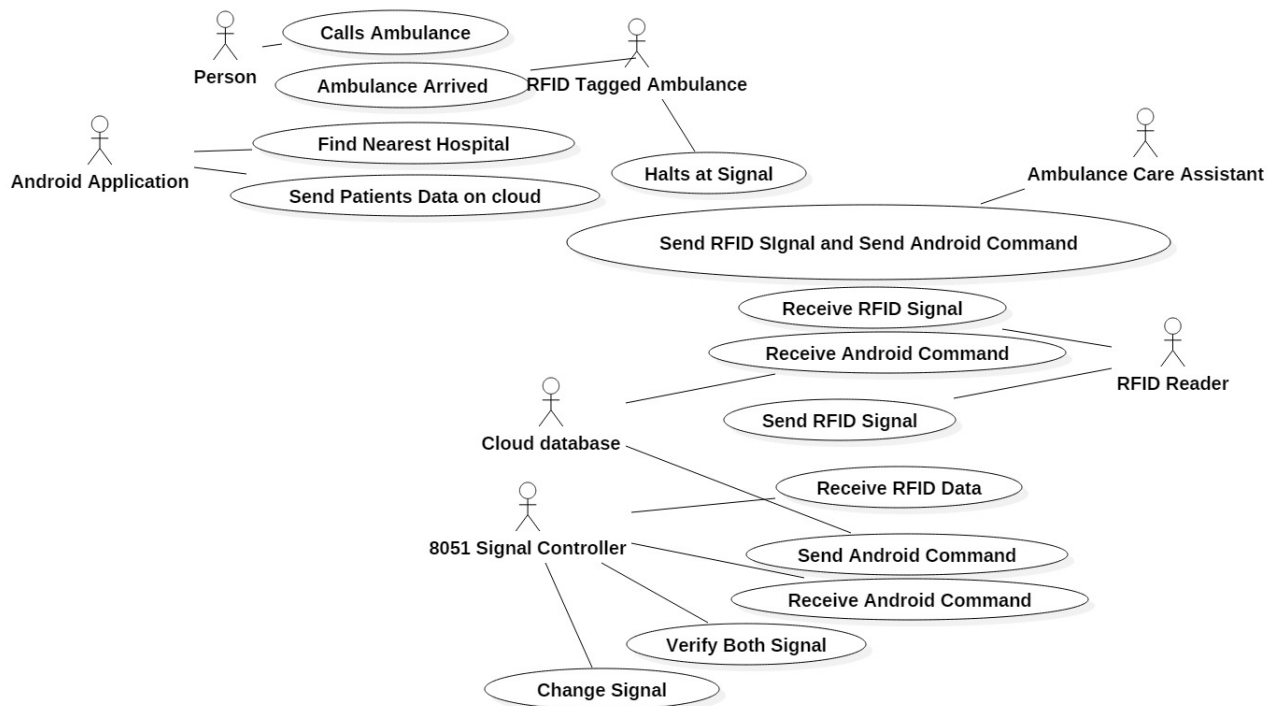 Calls Ambulance
Person
Ambulance Arrived
RFID Tagged Ambulance
Find Nearest Hospital
Android Application
Halts at Signal
Ambulance Care Assistant
Send Patients Data on cloud
Send RFID SIgnal and Send Android Command
Receive RFID Signal
Receive Android Command
RFID Reader
Send RFID Signal
Cloud database
Receive RFID Data
8051 Signal Controller
Send Android Command
Receive Android Command
Verify Both Signal
Change Signal